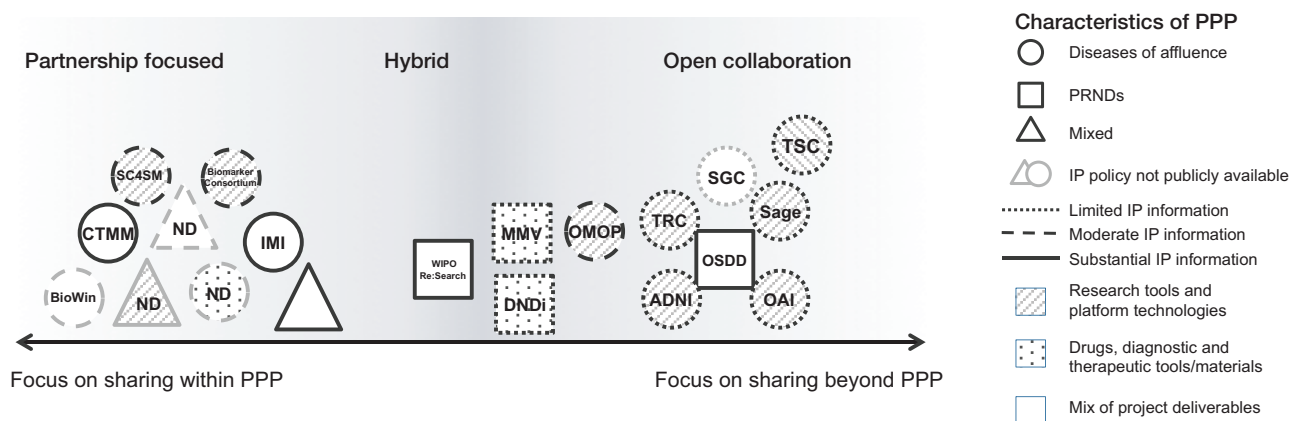 Partnership focused
Hybrid
Open collaboration
SC4SM
Biomarker
Consortium
CTMM
ND
IMI
BioWin
ND
ND
WIPO
Re:Search
MMV
DNDi
OMOP
TRC
SGC
TSC
Sage
OSDD
ADNI
OAI
Focus on sharing within PPP
Focus on sharing beyond PPP
Characteristics of PPP
Diseases of affluence
PRNDs
Mixed
IP policy not publicly available
Limited IP information
Moderate IP information
Substantial IP information
Research tools and
platform technologies
Drugs, diagnostic and
therapeutic tools/materials
Mix of project deliverables